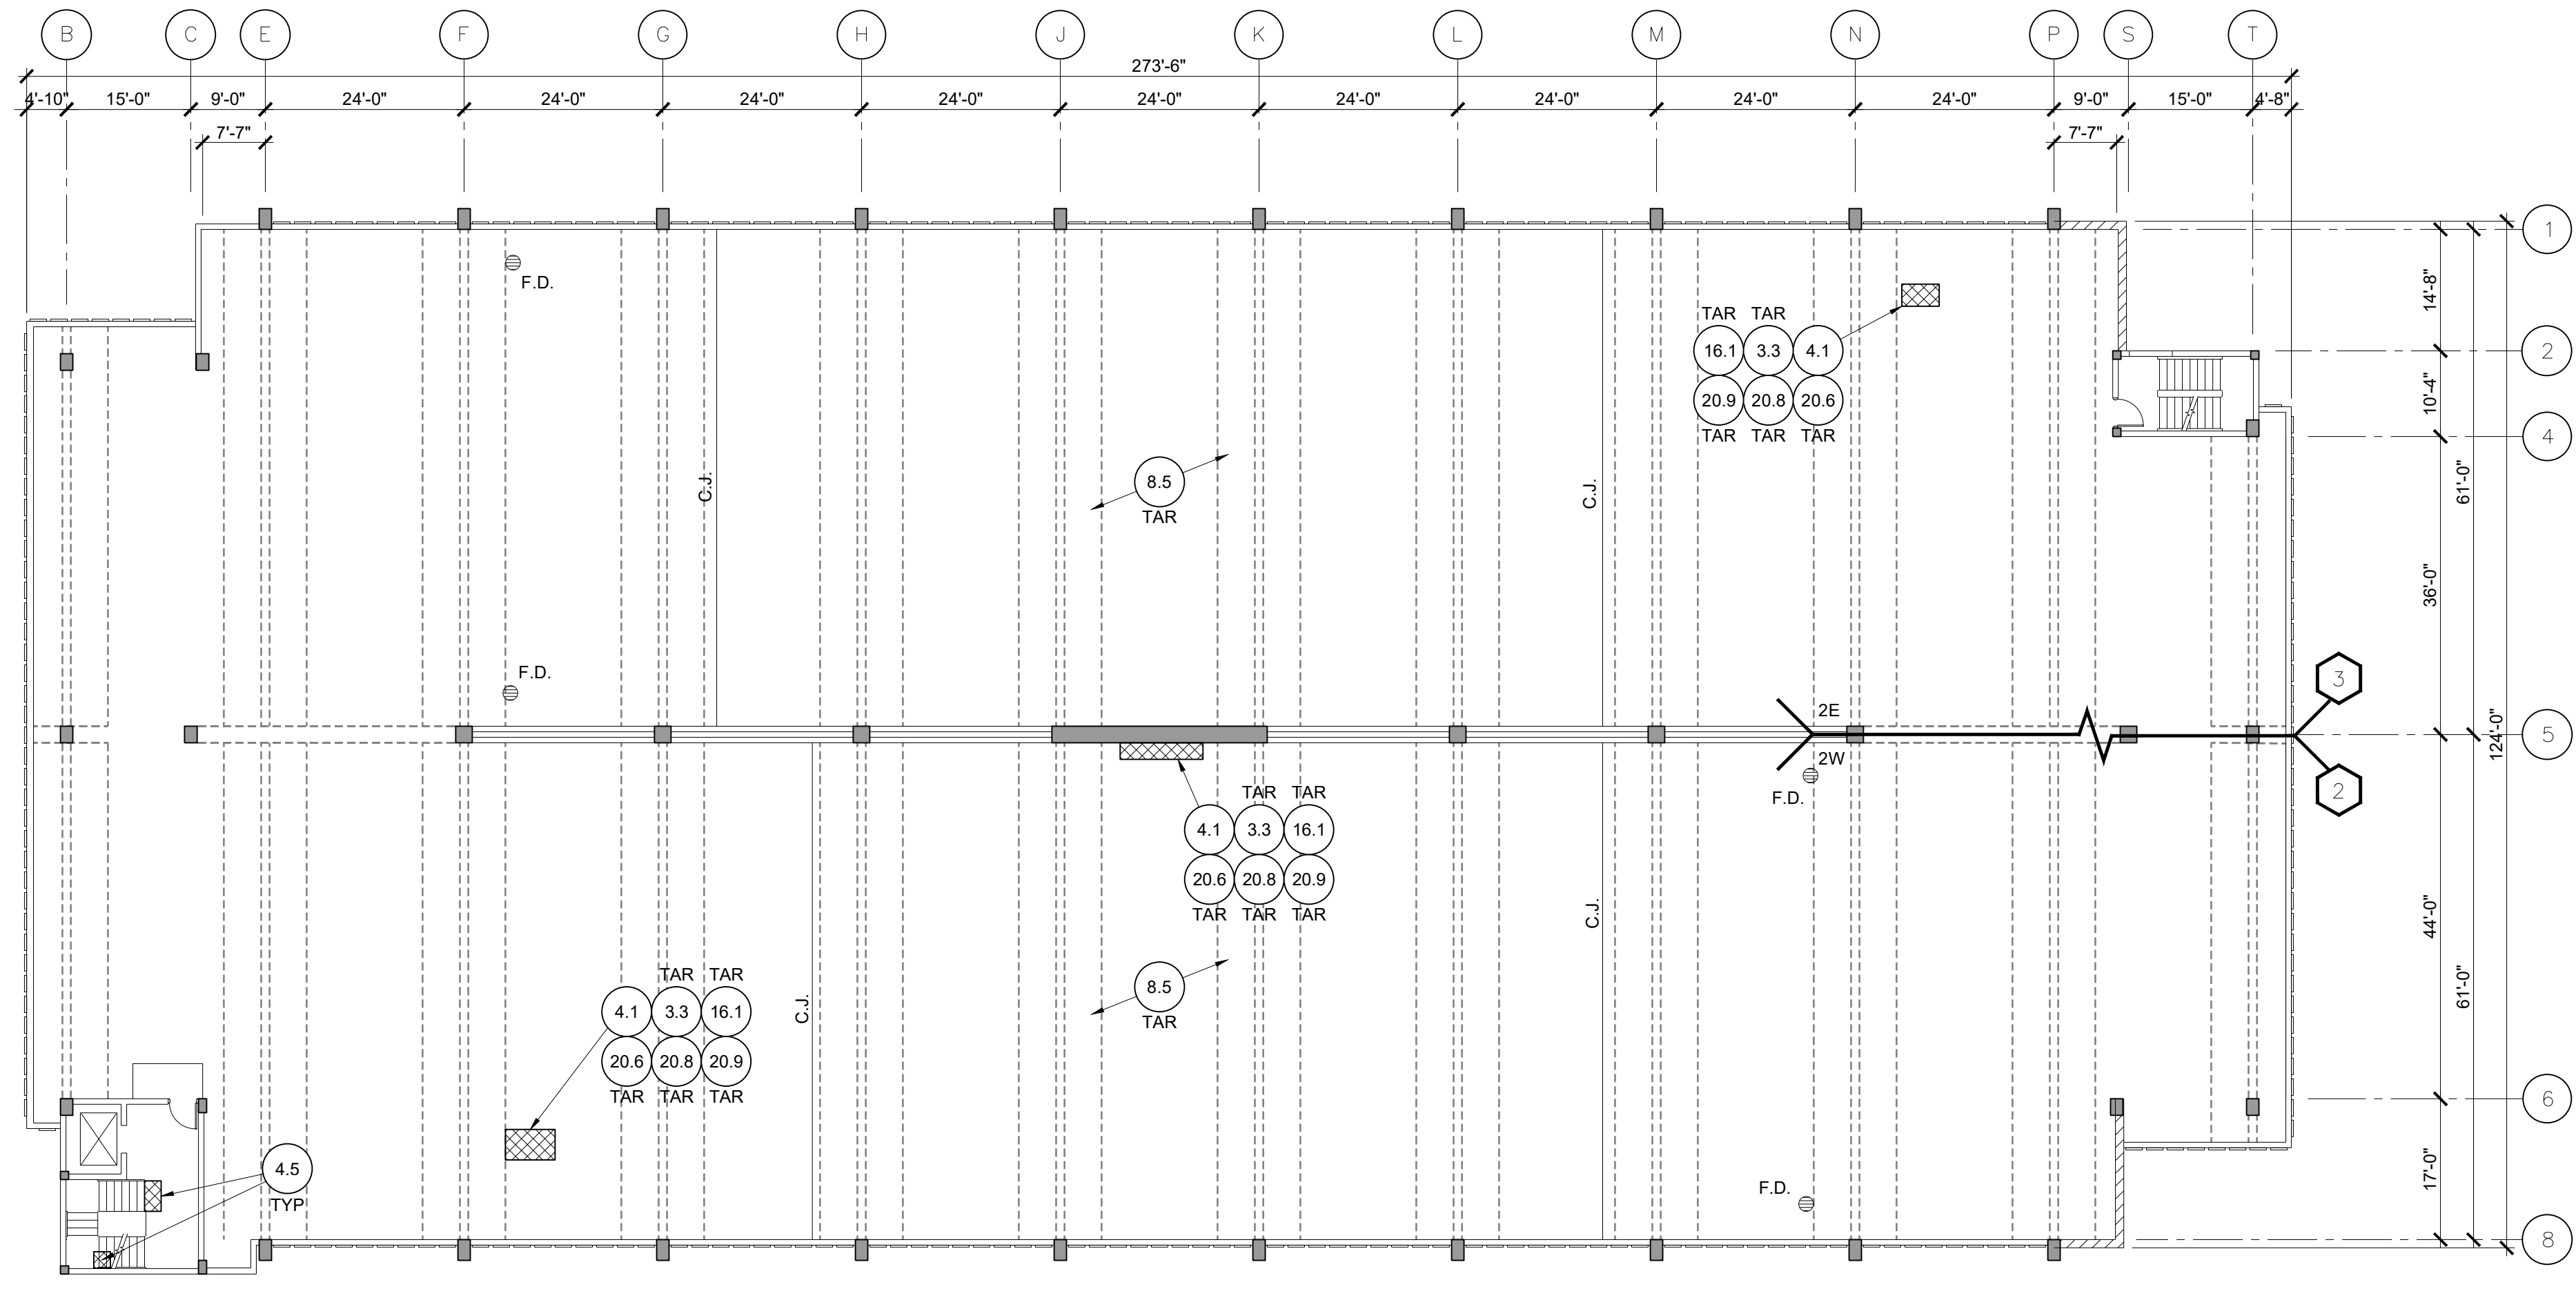 B C E F G H J K L M N P S T
273'-6"
4'-10" 15'-0" 9'-0" 24'-0" 24'-0" 24'-0" 24'-0" 24'-0" 24'-0" 24'-0" 24'-0" 24'-0" 9'-0" 15'-0" 4'-8"
7'-7" 7'-7"
1
F.D.
14'-8"
TAR TAR
16.1 3.3 4.1
20.9 20.8 20.6
TAR TAR TAR
2
10'-4"
4
C.J.
8.5
TAR
C.J.
61'-0"
36'-0"
F.D.
3
2E
5
124'-0"
2W
F.D.
2
TAR TAR
4.1 3.3 16.1
20.6 20.8 20.9
TAR TAR TAR
C.J.
44'-0"
TAR TAR
4.1 3.3 16.1
20.6 20.8 20.9
TAR TAR TAR
C.J.
8.5
TAR
61'-0"
6
4.5
TYP
F.D.
17'-0"
8